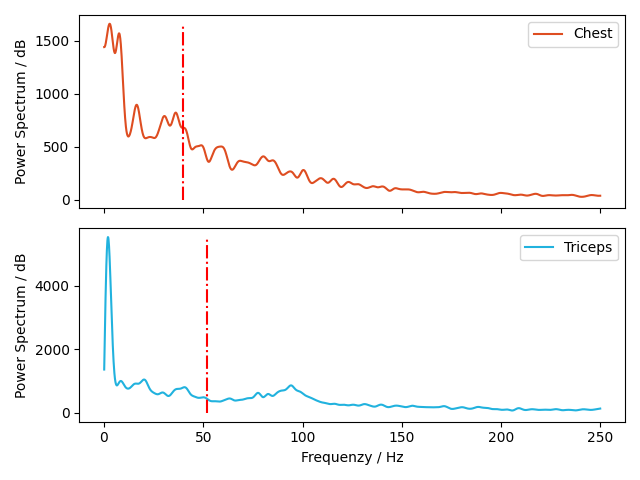 Power Spectrum / dB
1500
1000
500
0
Chest
Power Spectrum / dB
4000
2000
0
Triceps
0 50 100 150 200 250
Frequenzy / Hz